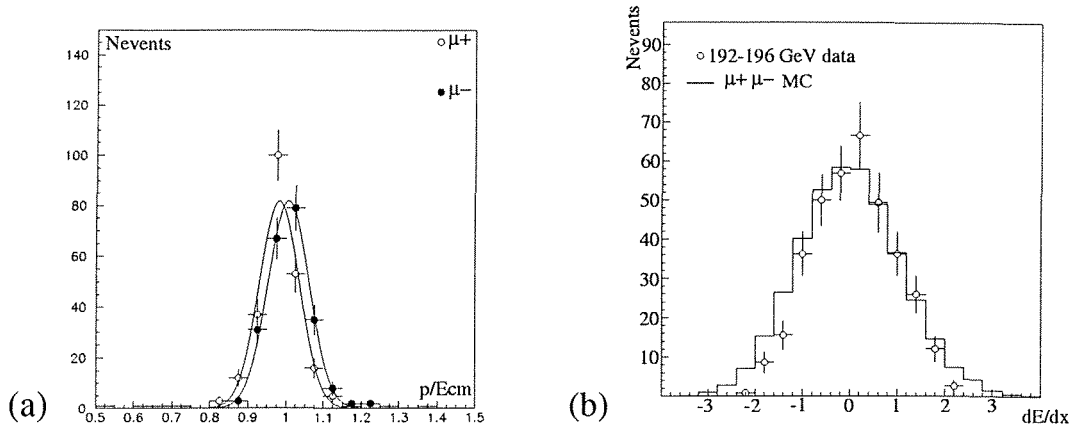 Nevents
μ+
μ−
140
120
100
80
60
40
20
0
0.5 0.6 0.7 0.8 0.9 1 1.1 1.2 1.3 1.4 1.5
p/Ecm
(a)
Nevents
192-196 GeV data
μ+ μ− MC
90
80
70
60
50
40
30
20
10
-3 -2 -1 0 1 2 3
dE/dx
(b)